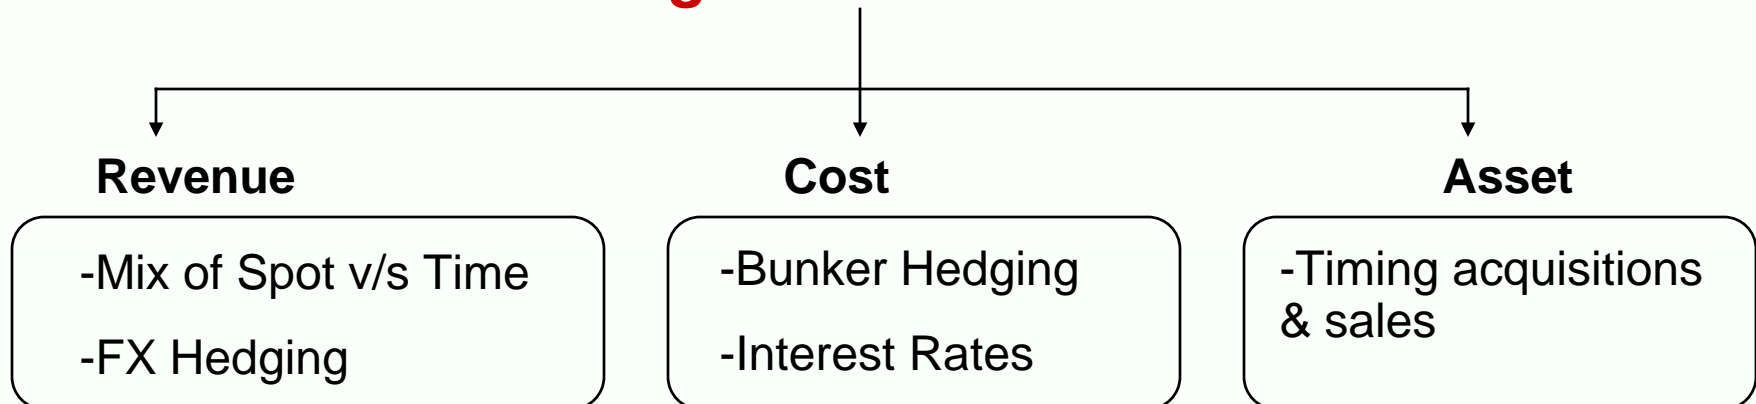 Revenue
Cost
Asset
-Mix of Spot v/s Time
-FX Hedging
-Bunker Hedging
-Interest Rates
-Timing acquisitions
& sales